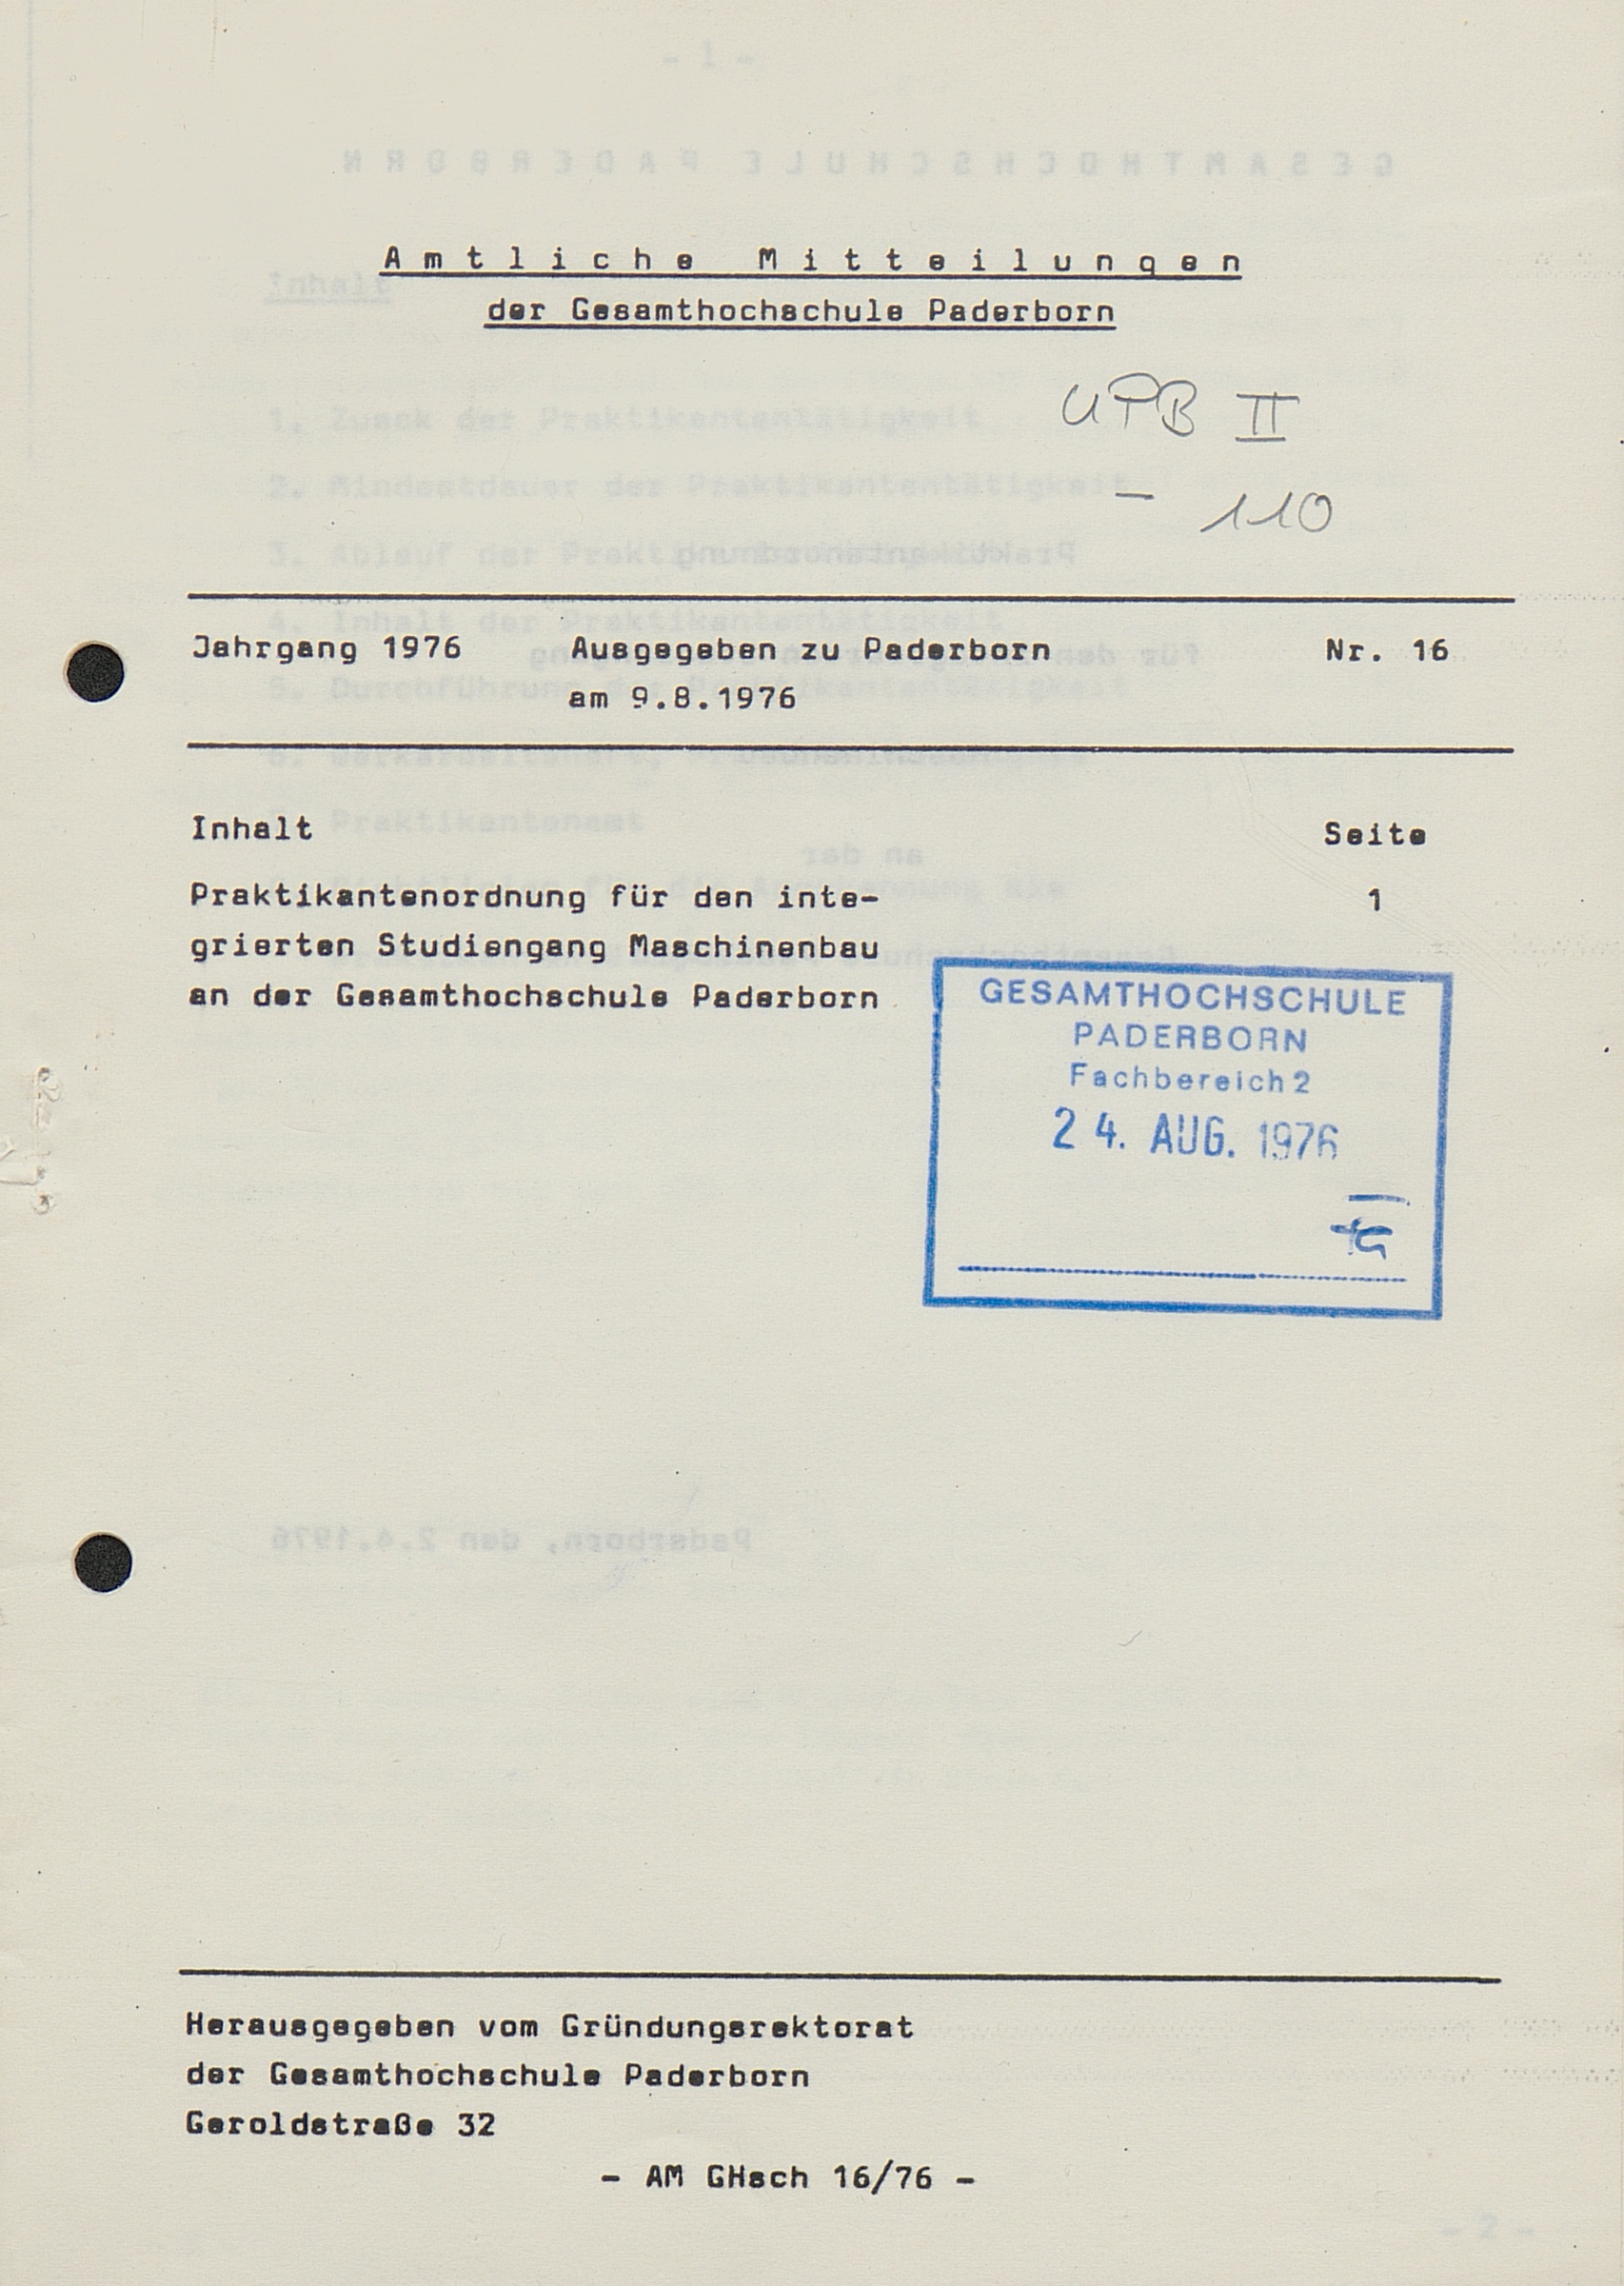 Amtliche Mitteilungen
der Gesamthochschule Paderborn
UPB II
- 110
Jahrgang 1976 Ausgegeben zu Paderborn Nr. 16
am 9.8.1976
Inhalt Seite
Praktikantenordnung für den inte- 1
grierten Studiengang Maschinenbau
an der Gesamthochschule Paderborn
GESAMTHOCHSCHULE
PADERBORN
Fachbereich 2
24. AUG. 1976
Herausgegeben vom Gründungsrektorat
der Gesamthochschule Paderborn
Geroldstraße 32
- AM GHsch 16/76 -